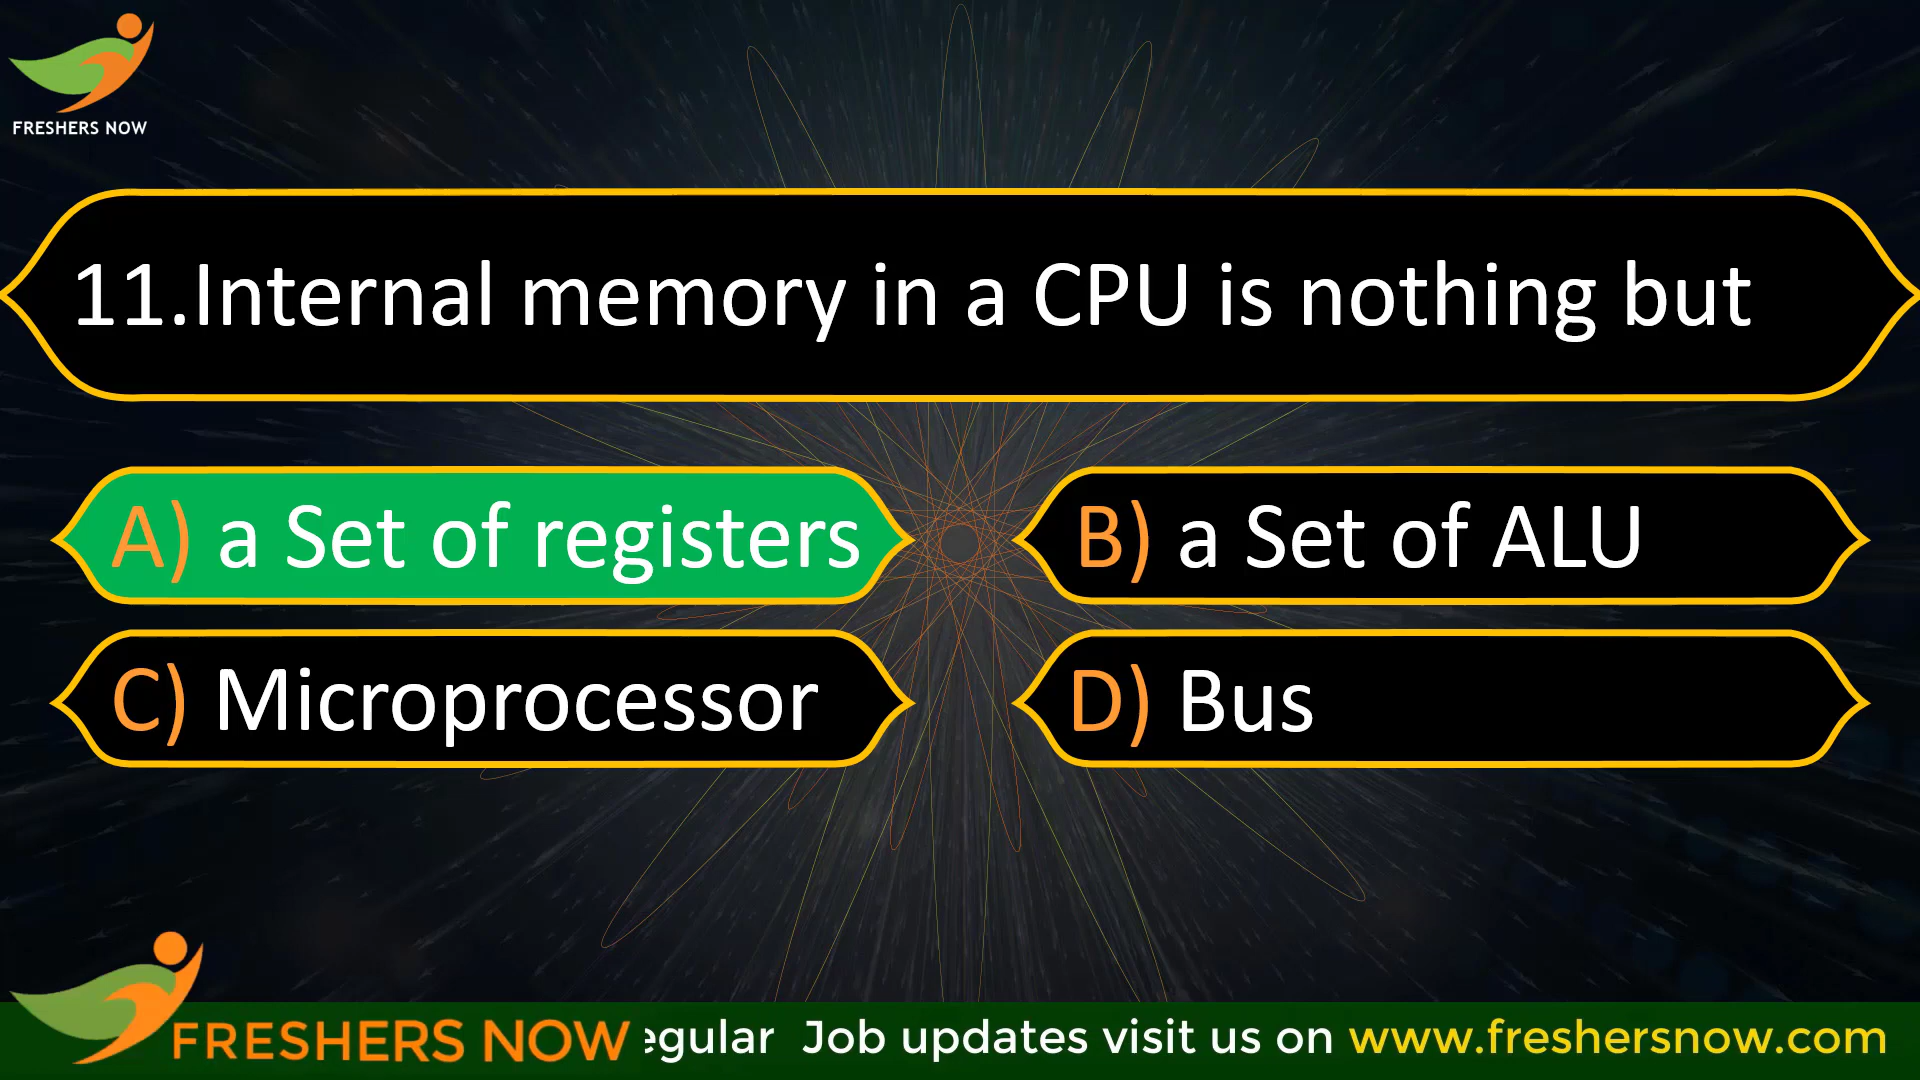 FRESHERS NOW
11.Internal memory in a CPU is nothing but
A) a Set of registers
B) a Set of ALU
C) Microprocessor
D) Bus
FRESHERS NOW egular Job updates visit us on www.freshersnow.com